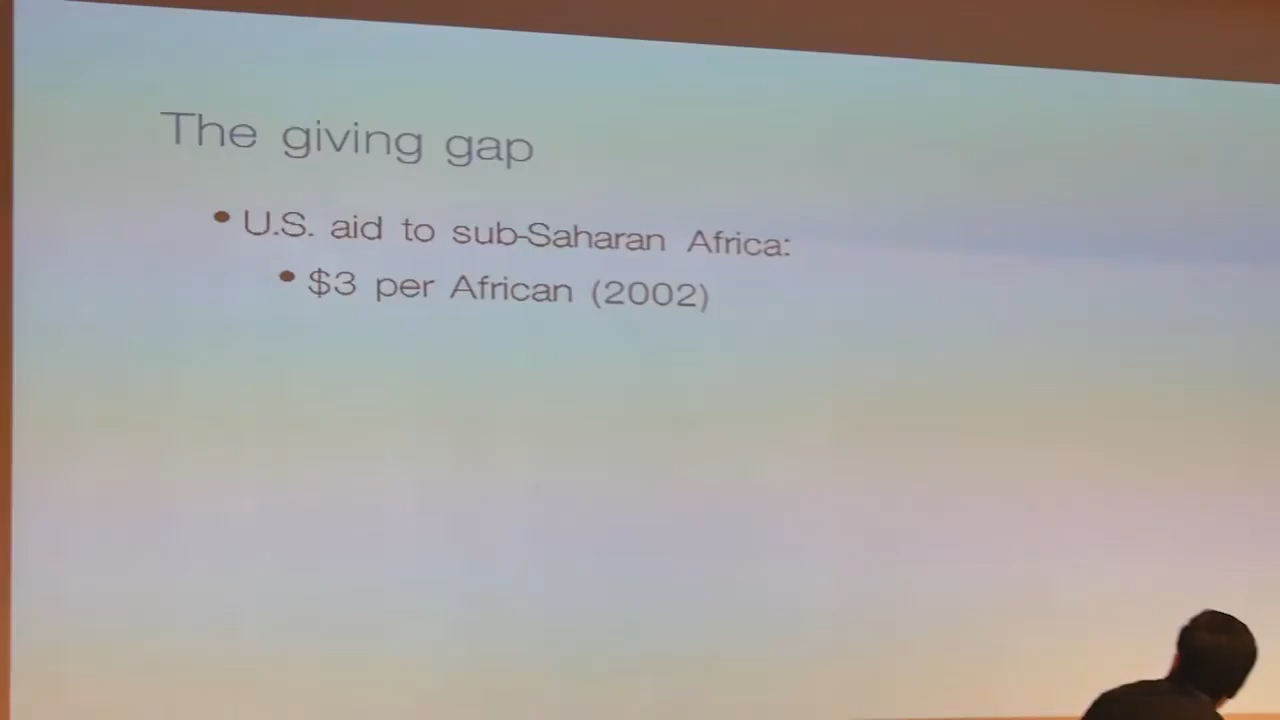 The giving gap
• U.S. aid to sub-Saharan Africa:
• $3 per African (2002)